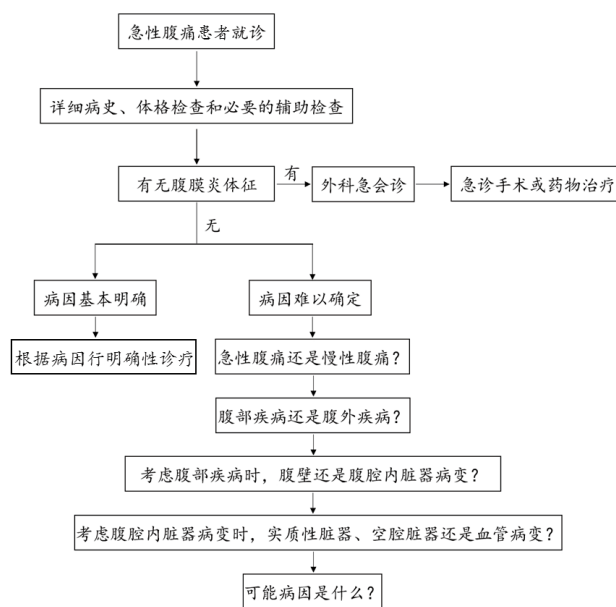 急性腹痛患者就诊
详细病史、体格检查和必要的辅助检查
有无腹膜炎体征
有
外科急会诊
急诊手术或药物治疗
无
病因基本明确
病因难以确定
根据病因行明确性诊疗
急性腹痛还是慢性腹痛？
腹部疾病还是腹外疾病？
考虑腹部疾病时，腹壁还是腹腔内脏器病变？
考虑腹腔内脏器病变时，实质性脏器、空腔脏器还是血管病变？
可能病因是什么？